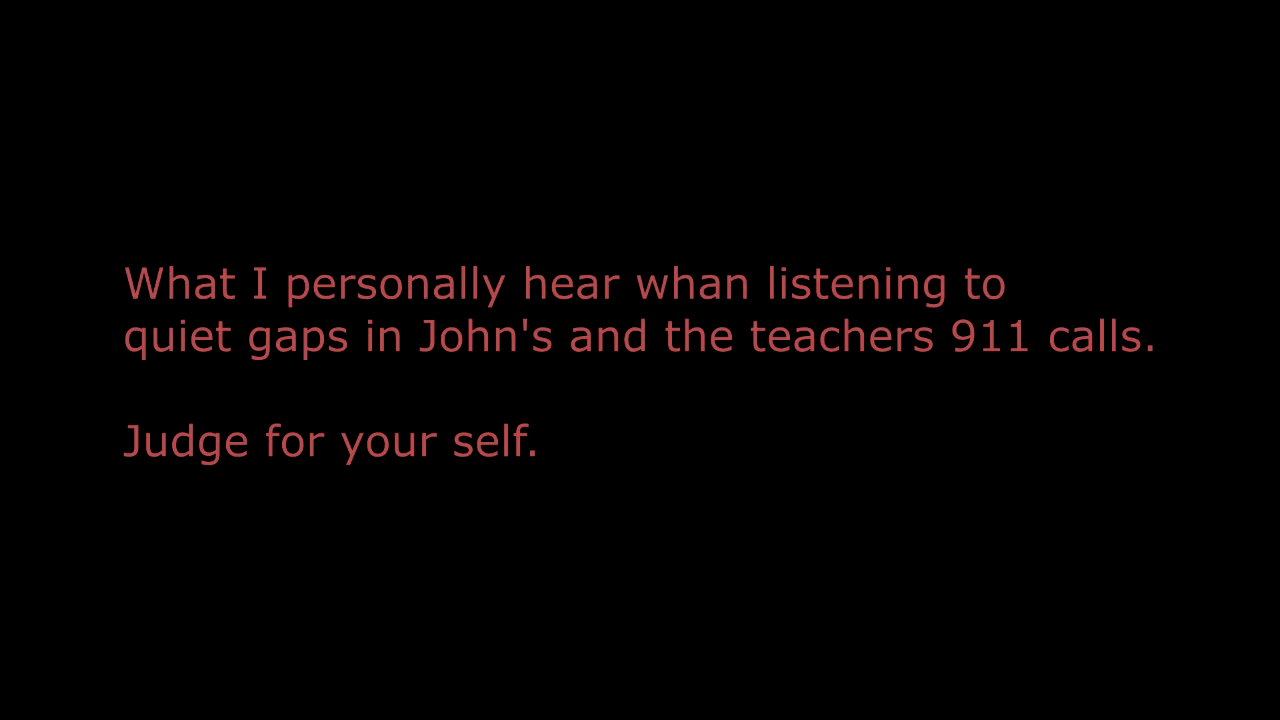 What I personally hear whan listening to
quiet gaps in John's and the teachers 911 calls.
Judge for your self.